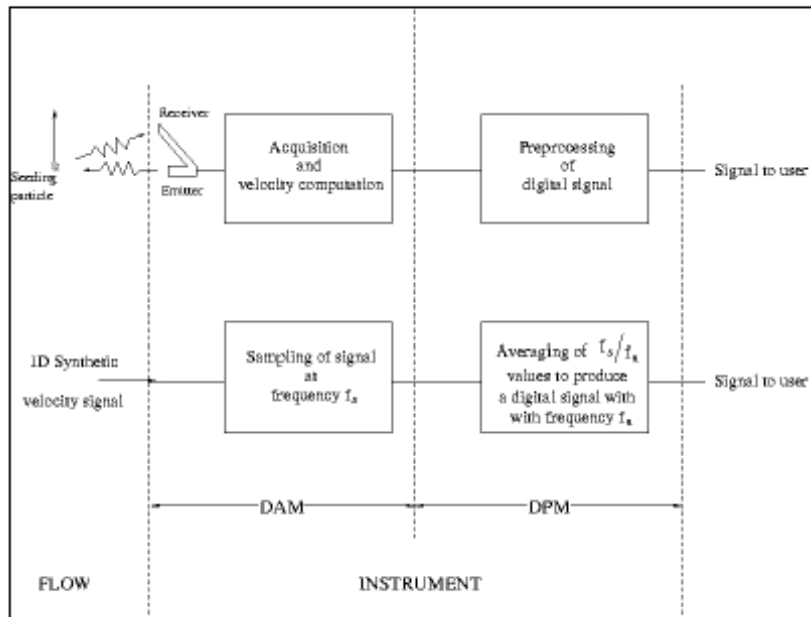 Receiver
Acquisition
and
velocity computation
Preprocessing
of
digital signal
Seeding
particle
Emitter
Signal to user
1D Synthetic
velocity signal
Sampling of signal
at
frequency fs
Averaging of fs/fu
values to produce
a digital signal with
with frequency fu
Signal to user
DAM
DPM
FLOW
INSTRUMENT